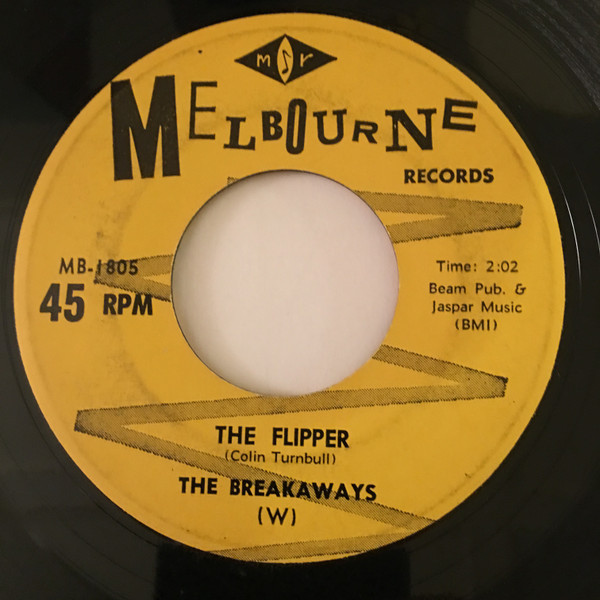 m s r
MELBOURNE
RECORDS
MB-1805
45 RPM
Time: 2:02
Beam Pub. &
Jaspar Music
(BMI)
THE FLIPPER
(Colin Turnbull)
THE BREAKAWAYS
(W)